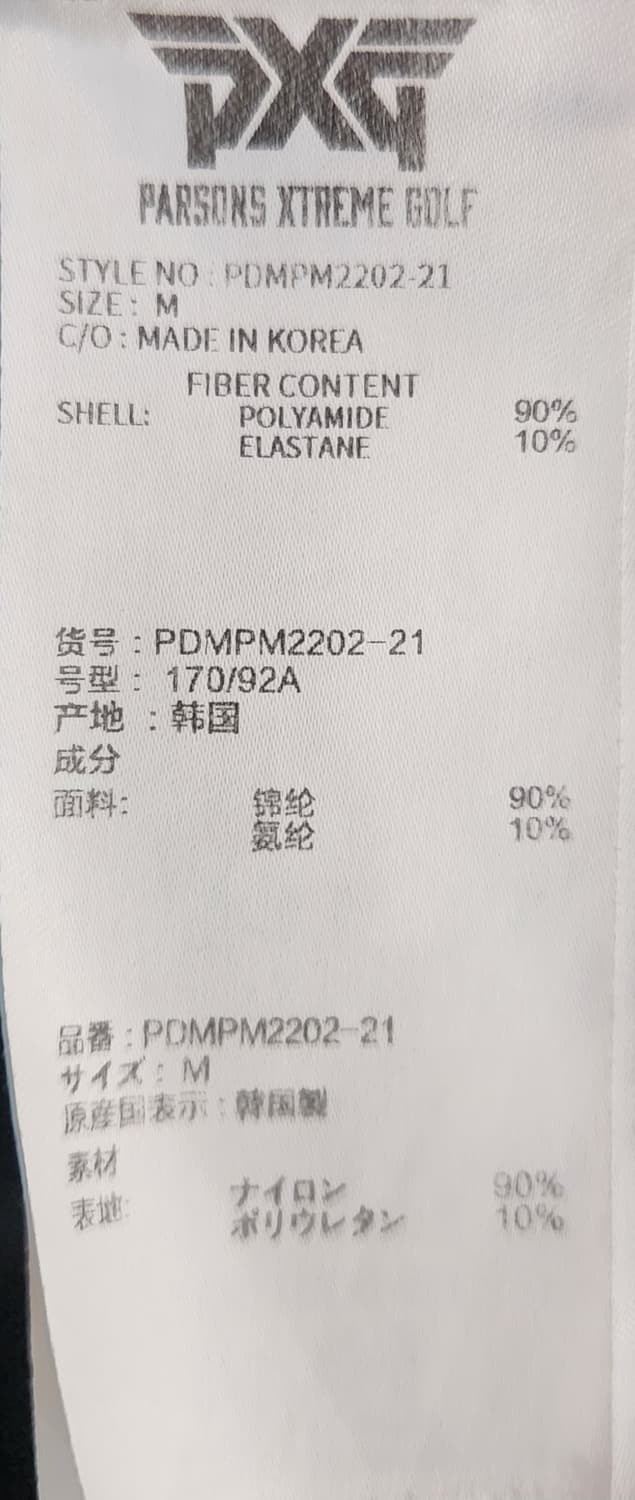 PXG
PARSONS XTREME GOLF
STYLE NO : PDMPM2202-21
SIZE : M
C/O : MADE IN KOREA
FIBER CONTENT
SHELL: POLYAMIDE 90%
ELASTANE 10%
货号 : PDMPM2202-21
号型 : 170/92A
产地 : 韩国
成分
面料: 锦纶 90%
氨纶 10%
品番 : PDMPM2202-21
サイズ : M
原産国表示 : 韓国製
素材
表地: ナイロン 90%
ポリウレタン 10%